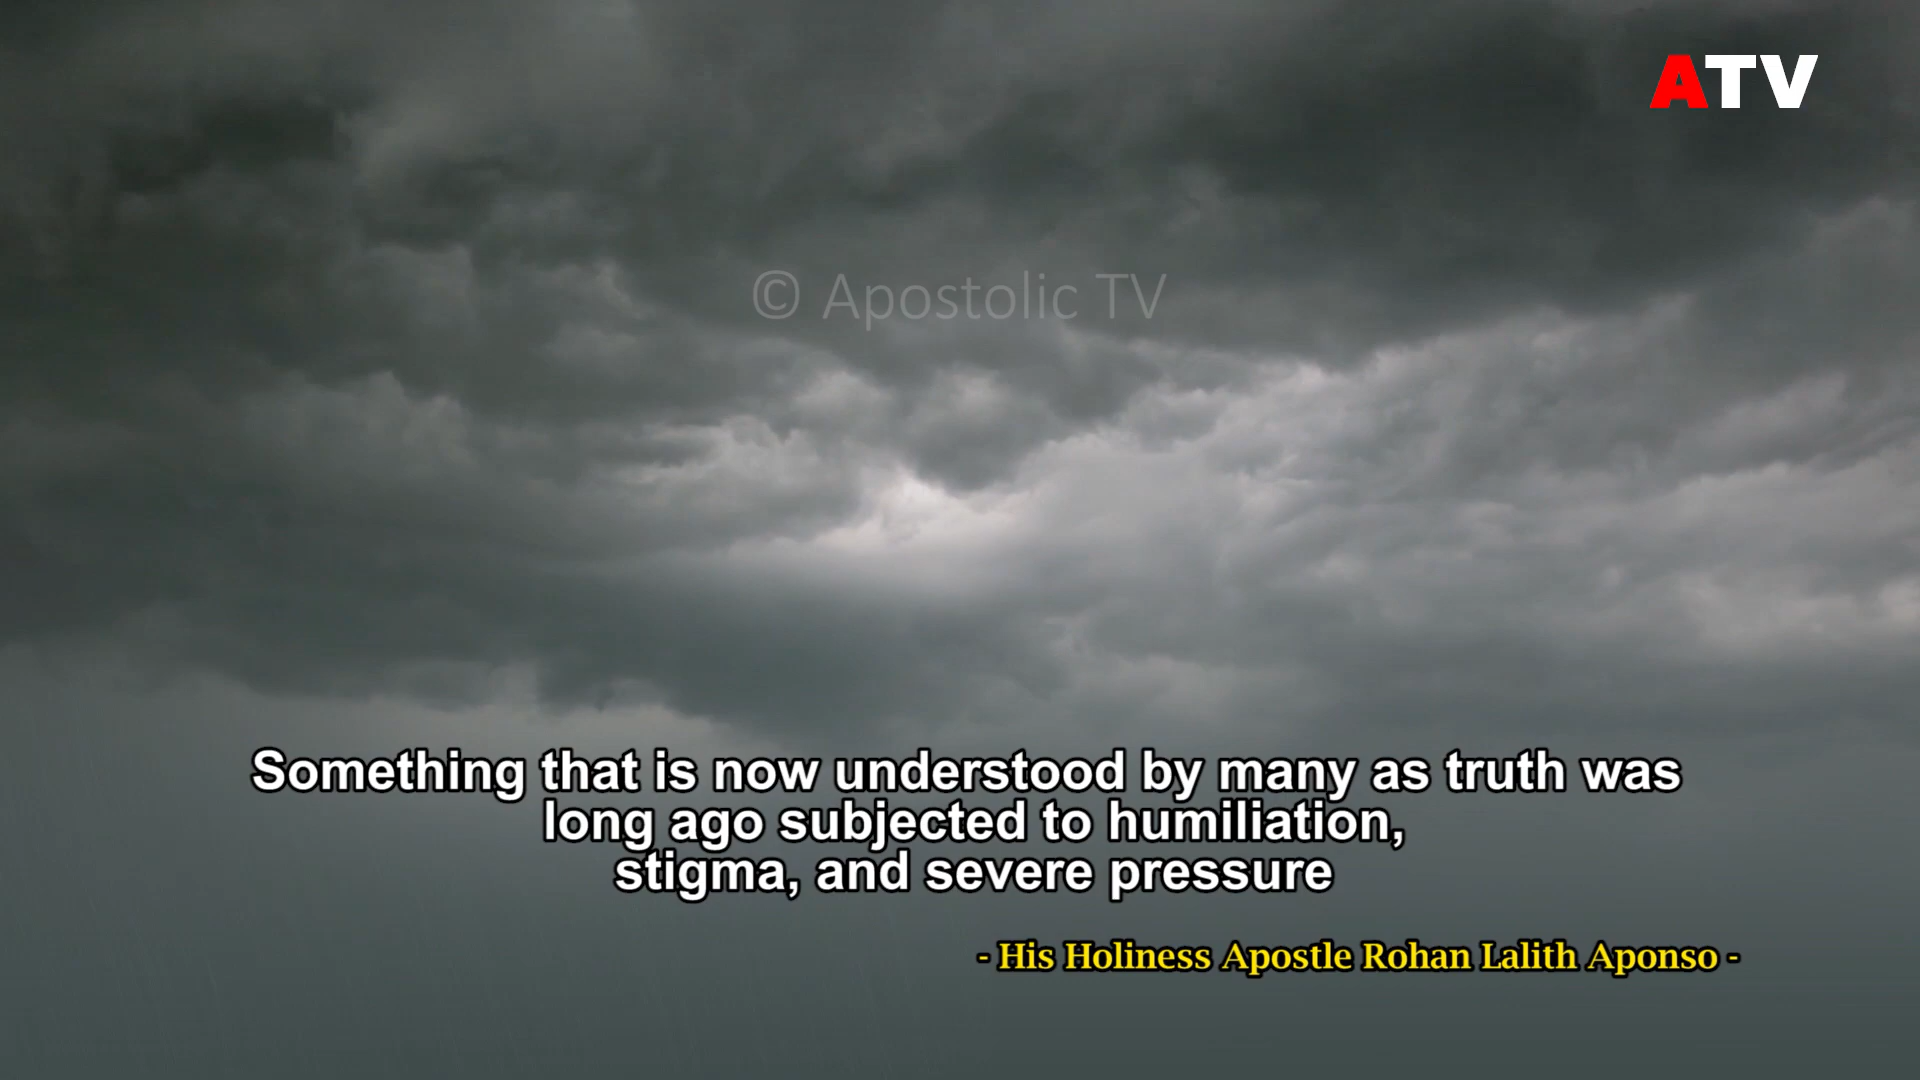 ATV
© Apostolic TV
Something that is now understood by many as truth was
long ago subjected to humiliation,
stigma, and severe pressure
- His Holiness Apostle Rohan Lalith Aponso -